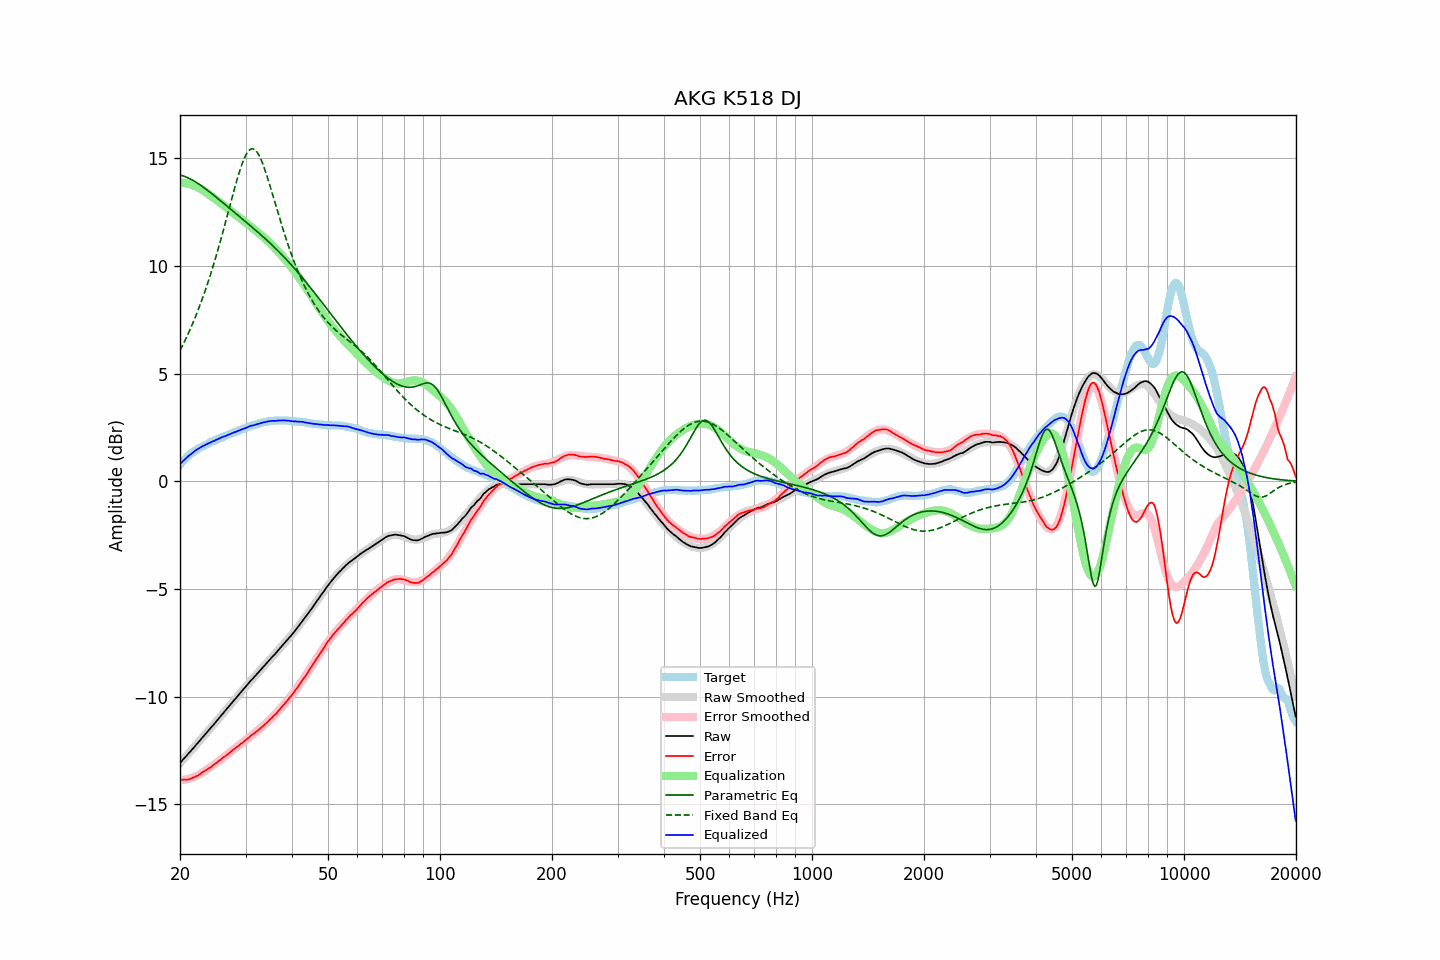 AKG K518 DJ
Amplitude (dBr)
15
10
5
0
−5
−10
−15
Target
Raw Smoothed
Error Smoothed
Raw
Error
Equalization
Parametric Eq
Fixed Band Eq
Equalized
20
50
100
200
500
1000
2000
5000
10000
20000
Frequency (Hz)